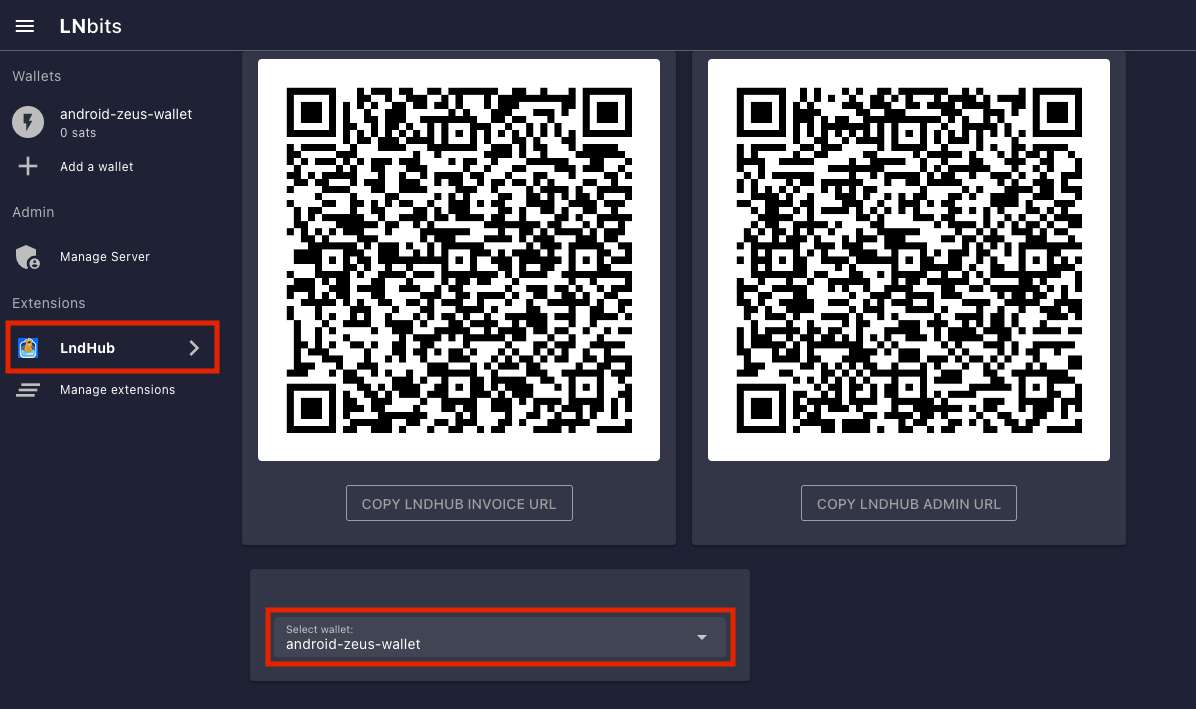 LNbits
Wallets
android-zeus-wallet
0 sats
Add a wallet
Admin
Manage Server
Extensions
LndHub
Manage extensions
COPY LNDHUB INVOICE URL
COPY LNDHUB ADMIN URL
Select wallet:
android-zeus-wallet